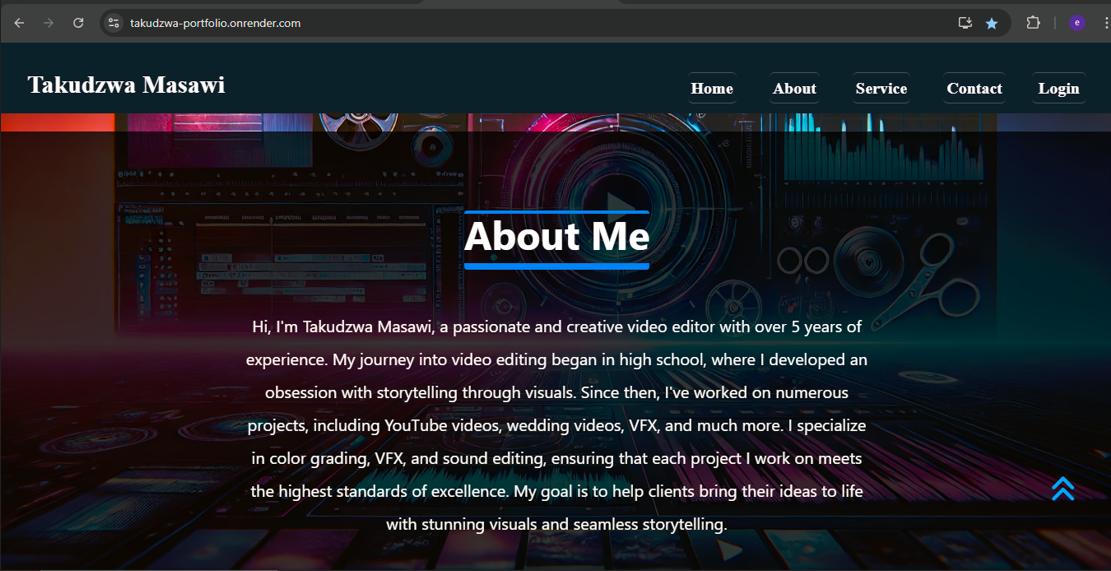 takudzwa-portfolio.onrender.com
e
Takudzwa Masawi
Home About Service Contact Login
About Me
Hi, I'm Takudzwa Masawi, a passionate and creative video editor with over 5 years of
experience. My journey into video editing began in high school, where I developed an
obsession with storytelling through visuals. Since then, I've worked on numerous
projects, including YouTube videos, wedding videos, VFX, and much more. I specialize
in color grading, VFX, and sound editing, ensuring that each project I work on meets
the highest standards of excellence. My goal is to help clients bring their ideas to life
with stunning visuals and seamless storytelling.